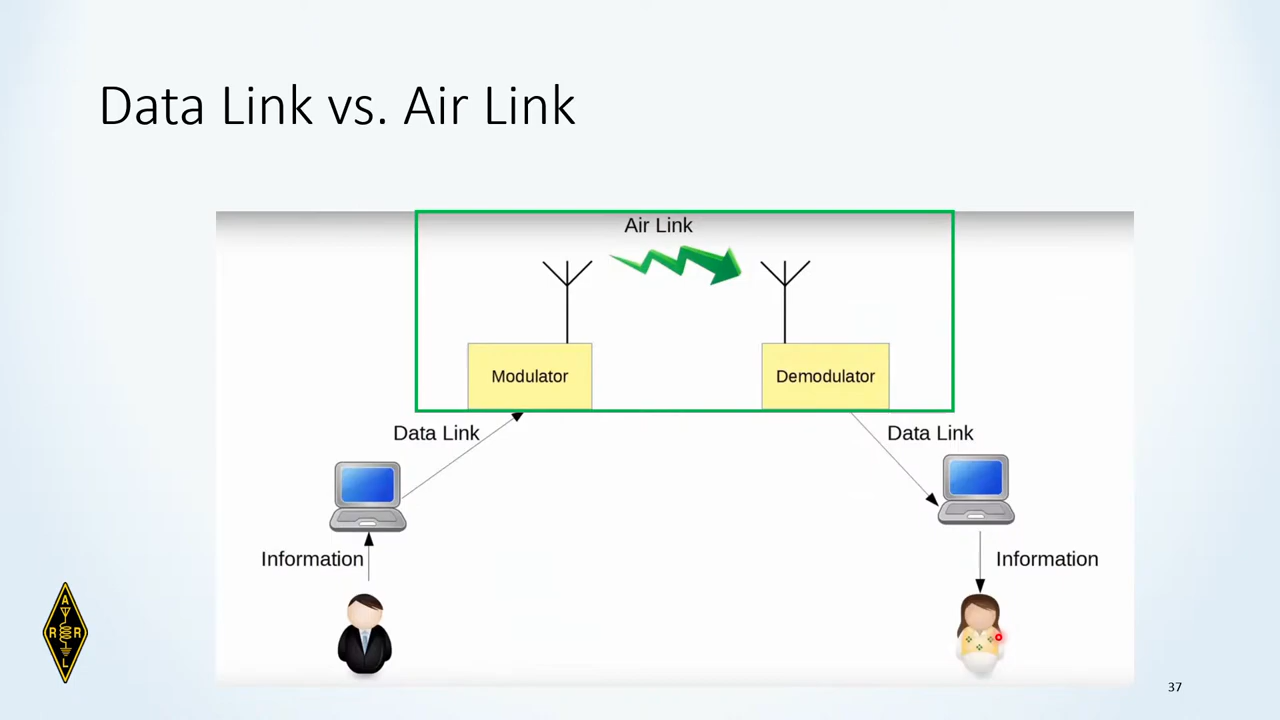 Data Link vs. Air Link
Air Link
Modulator
Demodulator
Data Link
Data Link
Information
Information
A
R R
L
37